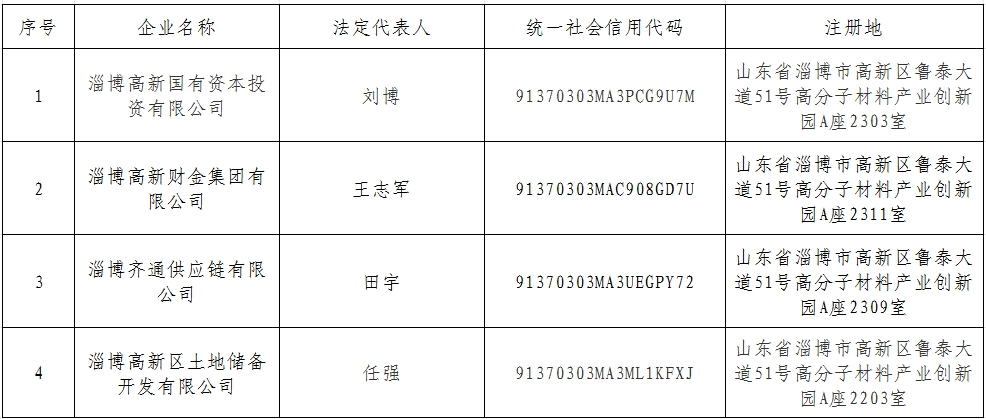 序号 企业名称 法定代表人 统一社会信用代码 注册地
1 淄博高新国有资本投资有限公司 刘博 91370303MA3PCG9U7M 山东省淄博市高新区鲁泰大道51号高分子材料产业创新园A座2303室
2 淄博高新财金集团有限公司 王志军 91370303MAC908GD7U 山东省淄博市高新区鲁泰大道51号高分子材料产业创新园A座2311室
3 淄博齐通供应链有限公司 田宇 91370303MA3UEGPY72 山东省淄博市高新区鲁泰大道51号高分子材料产业创新园A座2309室
4 淄博高新区土地储备开发有限公司 任强 91370303MA3ML1KFXJ 山东省淄博市高新区鲁泰大道51号高分子材料产业创新园A座2203室